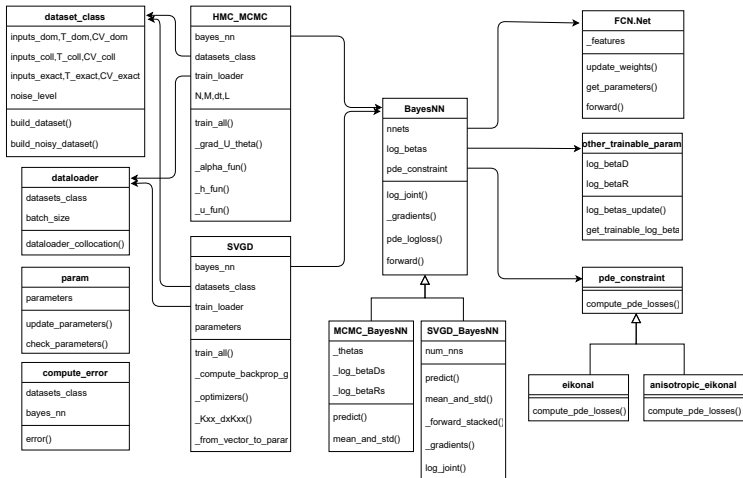 dataset_class
inputs_dom,T_dom,CV_dom
inputs_coll,T_coll,CV_coll
inputs_exact,T_exact,CV_exact
noise_level
build_dataset()
build_noisy_dataset()
dataloader
datasets_class
batch_size
dataloader_collocation()
param
parameters
update_parameters()
check_parameters()
compute_error
datasets_class
bayes_nn
error()
HMC_MCMC
bayes_nn
datasets_class
train_loader
N,M,dt,L
train_all()
_grad_U_theta()
_alpha_fun()
_h_fun()
_u_fun()
SVGD
bayes_nn
datasets_class
train_loader
parameters
train_all()
_compute_backprop_g
_optimizers()
_Kxx_dxKxx()
_from_vector_to_parar
BayesNN
nnets
log_betas
pde_constraint
log_joint()
_gradients()
pde_logloss()
forward()
MCMC_BayesNN
_thetas
_log_betaDs
_log_betaRs
predict()
mean_and_std()
SVGD_BayesNN
num_nns
predict()
mean_and_std()
_forward_stacked()
_gradients()
log_joint()
FCN.Net
_features
update_weights()
get_parameters()
forward()
other_trainable_param
log_betaD
log_betaR
log_betas_update()
get_trainable_log_beta
pde_constraint
compute_pde_losses()
eikonal
compute_pde_losses()
anisotropic_eikonal
compute_pde_losses()